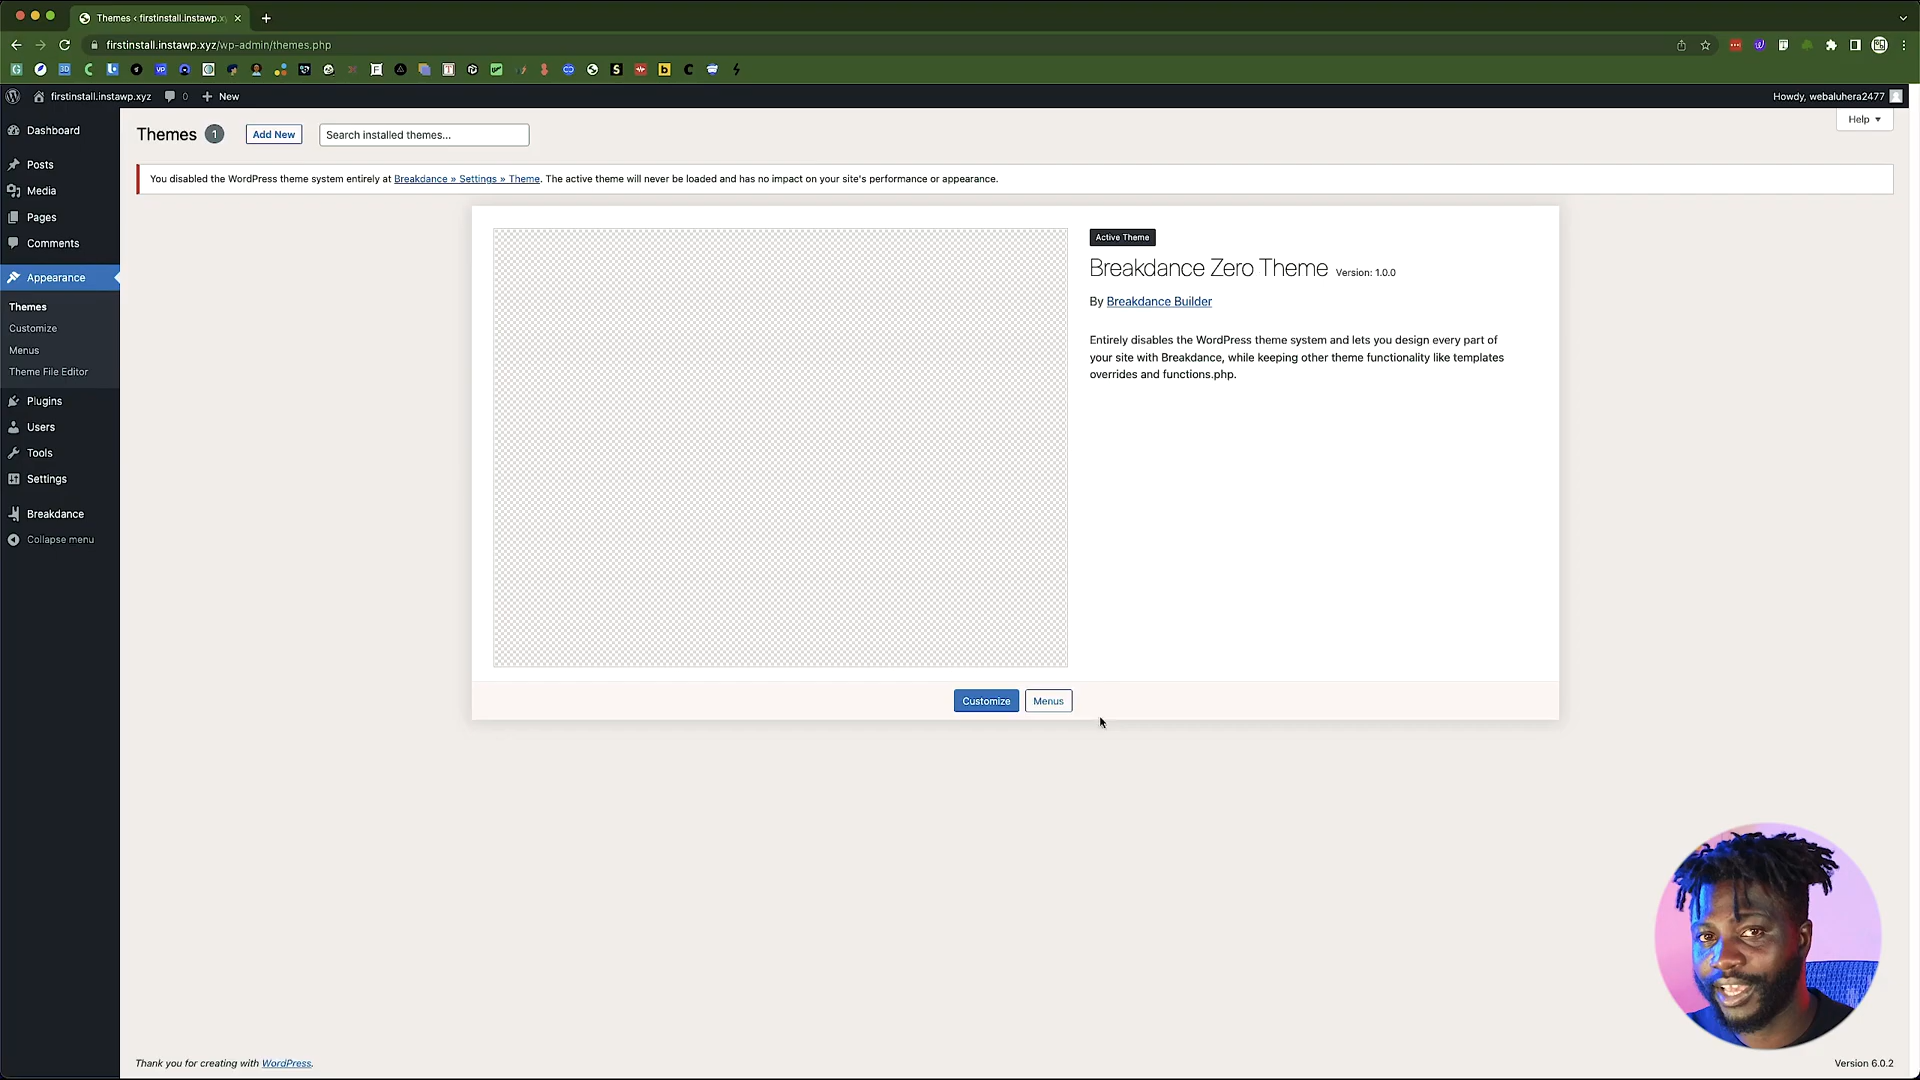 Themes ‹ firstinstall.instawp.xy
firstinstall.instawp.xyz/wp-admin/themes.php
firstinstall.instawp.xyz
0
New
Howdy, webaluhera2477
Help
Dashboard
Posts
Media
Pages
Comments
Appearance
Themes
Customize
Menus
Theme File Editor
Plugins
Users
Tools
Settings
Breakdance
Collapse menu
Themes 1
Add New
Search installed themes...
You disabled the WordPress theme system entirely at Breakdance » Settings » Theme. The active theme will never be loaded and has no impact on your site's performance or appearance.
Active Theme
Breakdance Zero Theme Version: 1.0.0
By Breakdance Builder
Entirely disables the WordPress theme system and lets you design every part
of your site with Breakdance, while keeping other theme functionality like templates
overrides and functions.php.
Customize
Menus
Thank you for creating with WordPress.
Version 6.0.2